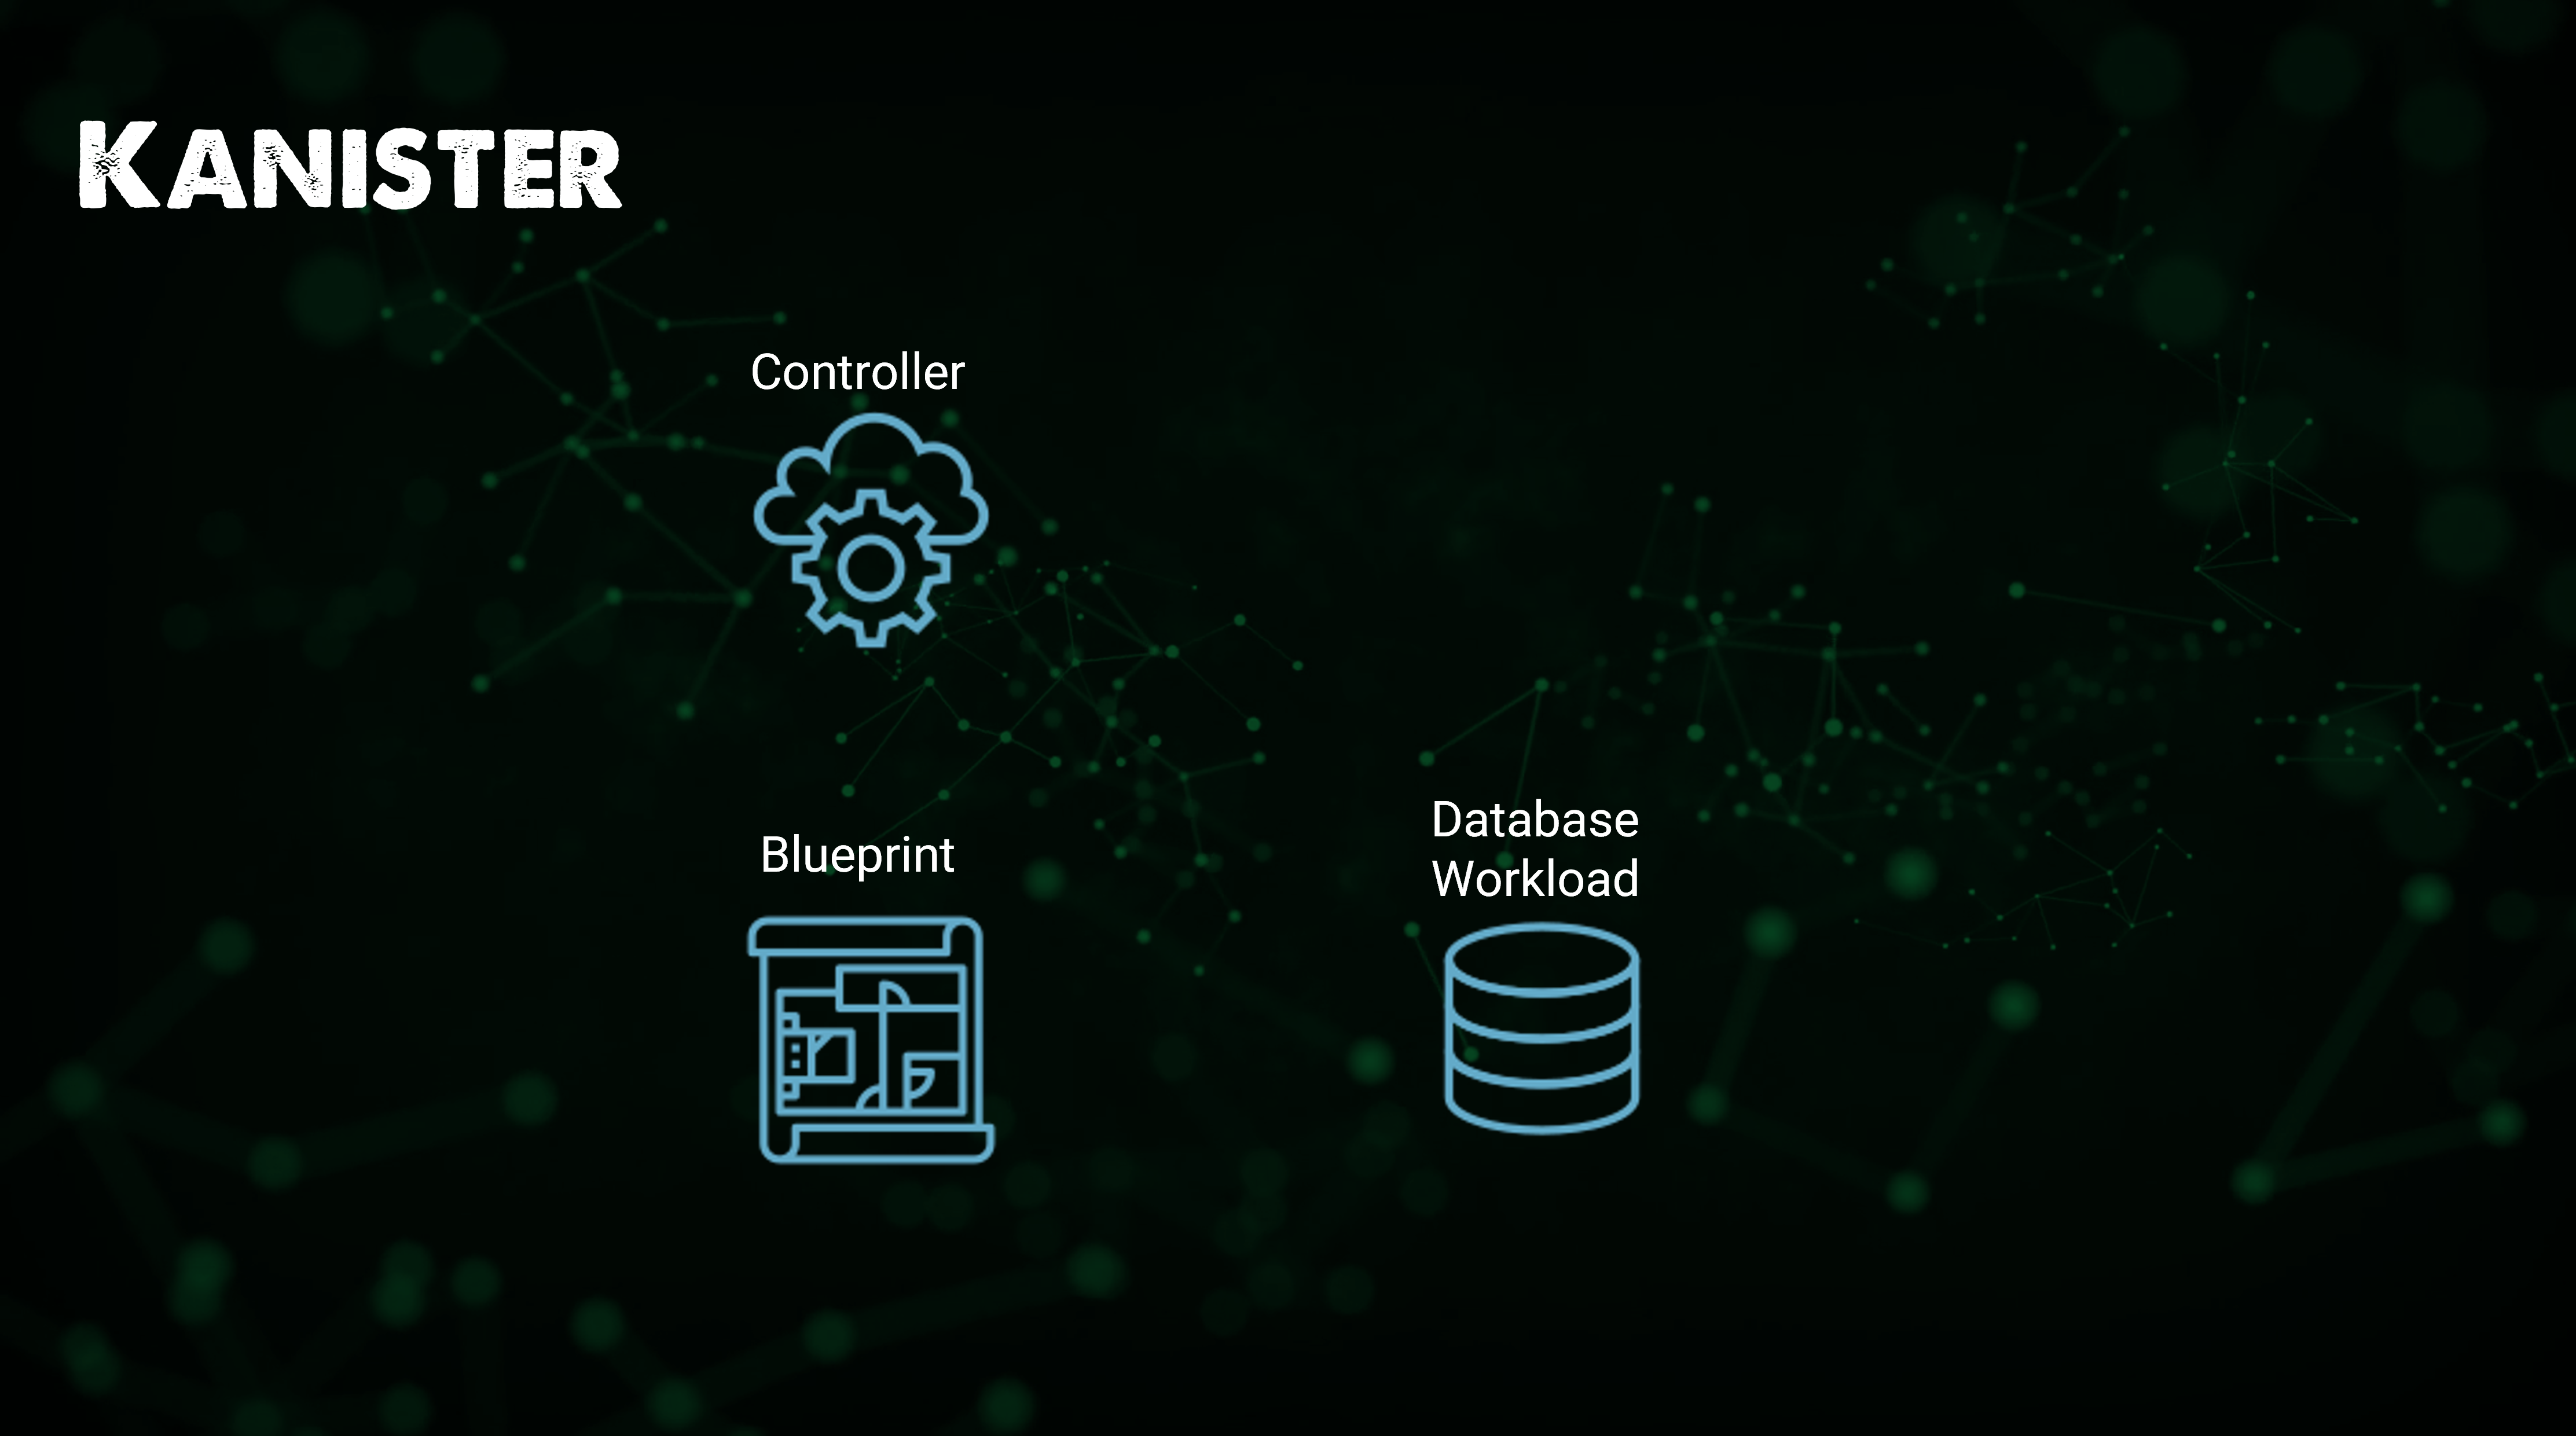 KANISTER
Controller
Blueprint
Database
Workload